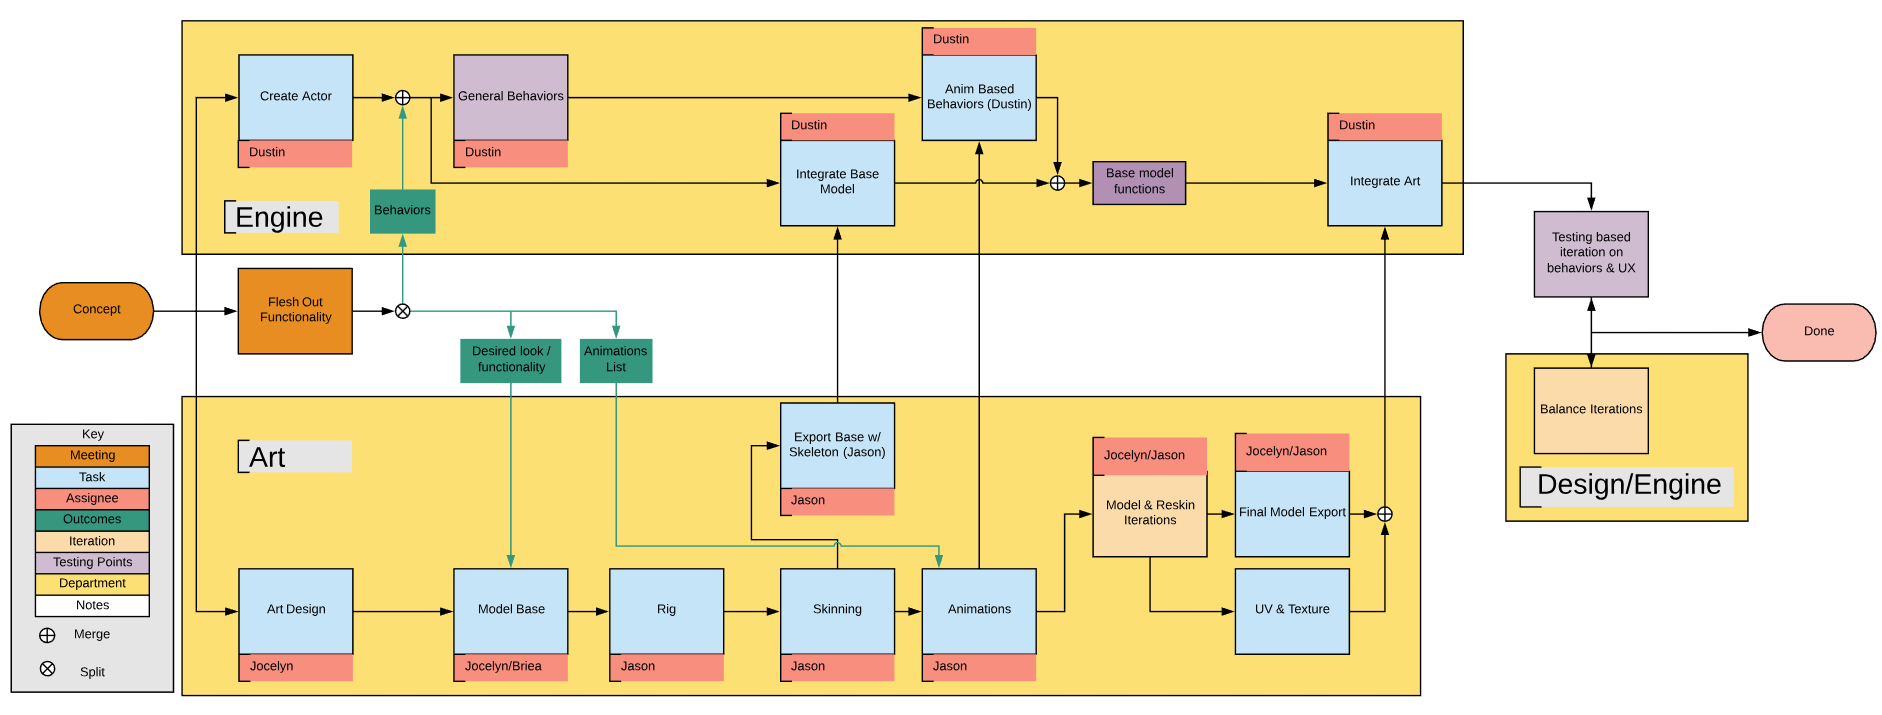 Dustin
Create Actor
General Behaviors
Anim Based
Behaviors (Dustin)
Dustin
Dustin
Dustin
Dustin
Integrate Base
Model
Base model
functions
Dustin
Integrate Art
Engine
Behaviors
Testing based
iteration on
behaviors & UX
Concept
Flesh Out
Functionality
Done
Desired look /
functionality
Animations
List
Balance Iterations
Design/Engine
Key
Meeting
Task
Assignee
Outcomes
Iteration
Testing Points
Department
Notes
Merge
Split
Art
Export Base w/
Skeleton (Jason)
Jason
Jocelyn/Jason
Model & Reskin
Iterations
Jocelyn/Jason
Final Model Export
Art Design
Jocelyn
Model Base
Jocelyn/Briea
Rig
Jason
Skinning
Jason
Animations
Jason
UV & Texture